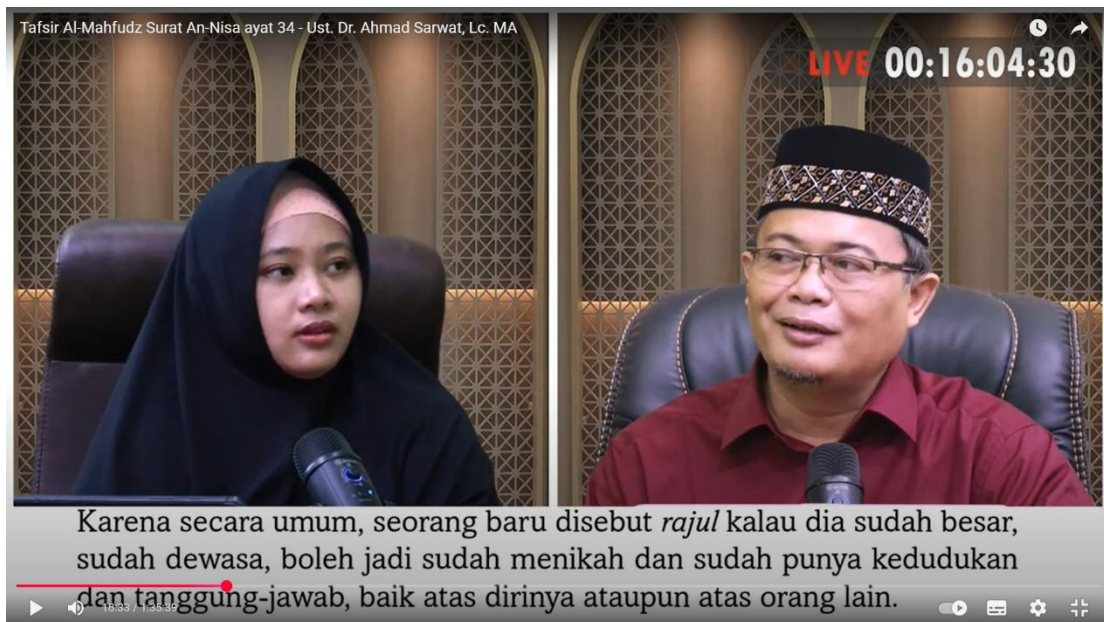 Tafsir Al-Mahfudz Surat An-Nisa ayat 34 - Ust. Dr. Ahmad Sarwat, Lc. MA
LIVE 00:16:04:30
Karena secara umum, seorang baru disebut rajul kalau dia sudah besar,
sudah dewasa, boleh jadi sudah menikah dan sudah punya kedudukan
dan tanggung-jawab, baik atas dirinya ataupun atas orang lain.
18:33 / 1:35:39